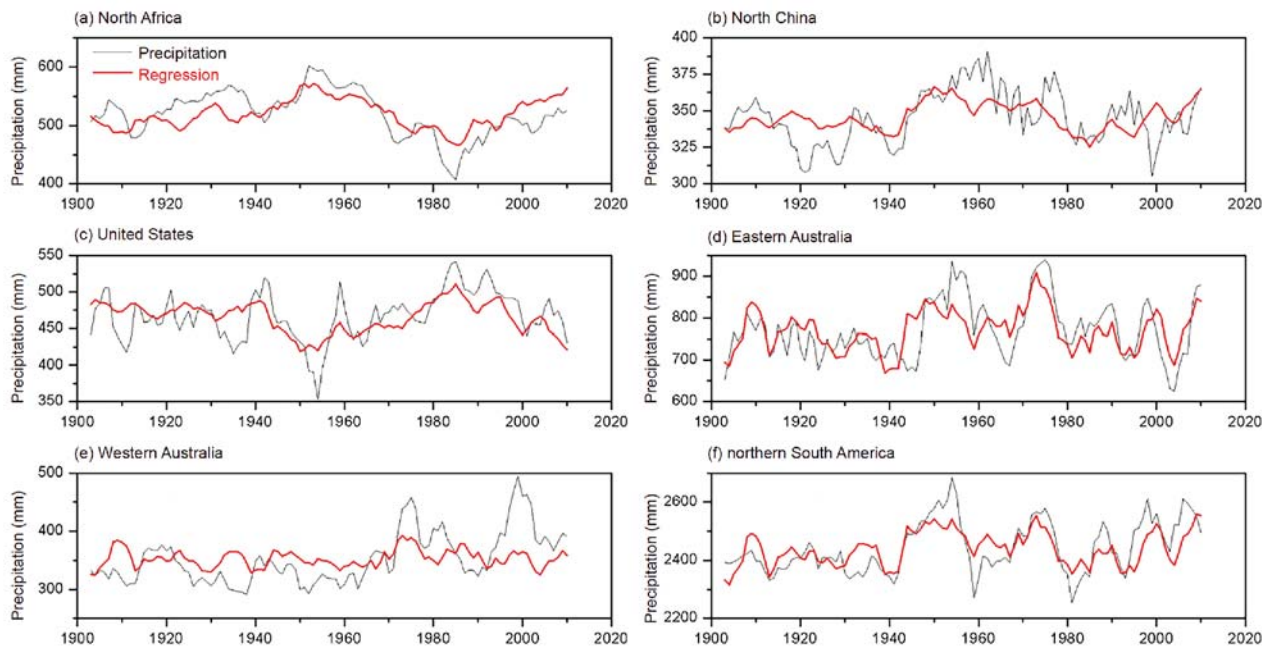 (a) North Africa
Precipitation (mm)
600
500
400
Precipitation
Regression
1900 1920 1940 1960 1980 2000 2020
(b) North China
Precipitation (mm)
400
375
350
325
300
1900 1920 1940 1960 1980 2000 2020
(c) United States
Precipitation (mm)
550
500
450
400
350
1900 1920 1940 1960 1980 2000 2020
(d) Eastern Australia
Precipitation (mm)
900
800
700
600
1900 1920 1940 1960 1980 2000 2020
(e) Western Australia
Precipitation (mm)
500
400
300
1900 1920 1940 1960 1980 2000 2020
(f) northern South America
Precipitation (mm)
2600
2400
2200
1900 1920 1940 1960 1980 2000 2020